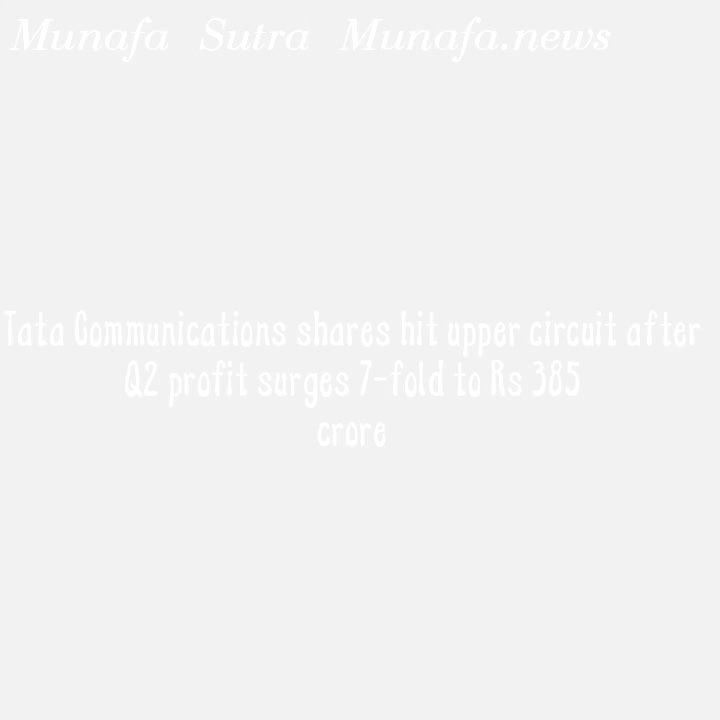 Munafa Sutra Munafa.news
Tata Communications shares hit upper circuit after
Q2 profit surges 7-fold to Rs 385
crore